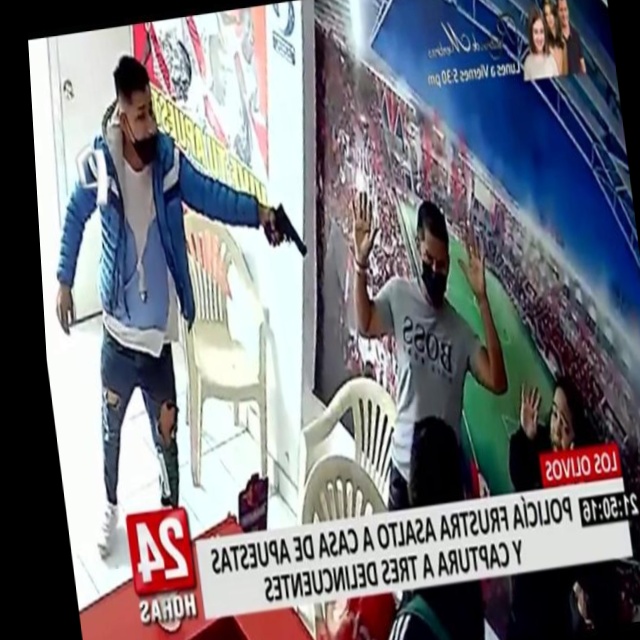 Lunes a Viernes 5:30 pm
BOSS
LOS OLIVOS
21:50:16
POLICÍA FRUSTRA ASALTO A CASA DE APUESTAS
Y CAPTURA A TRES DELINCUENTES
24
HORAS